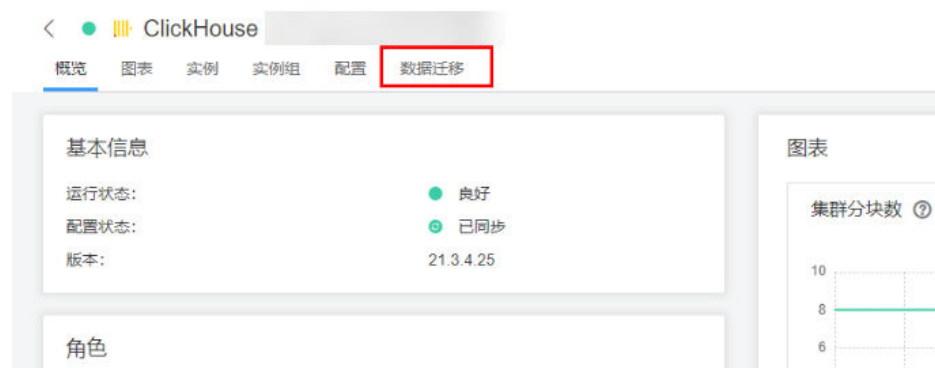 ClickHouse
概览 图表 实例 实例组 配置 数据迁移
基本信息
运行状态: 良好
配置状态: 已同步
版本: 21.3.4.25
角色
图表
集群分块数
10
8
6